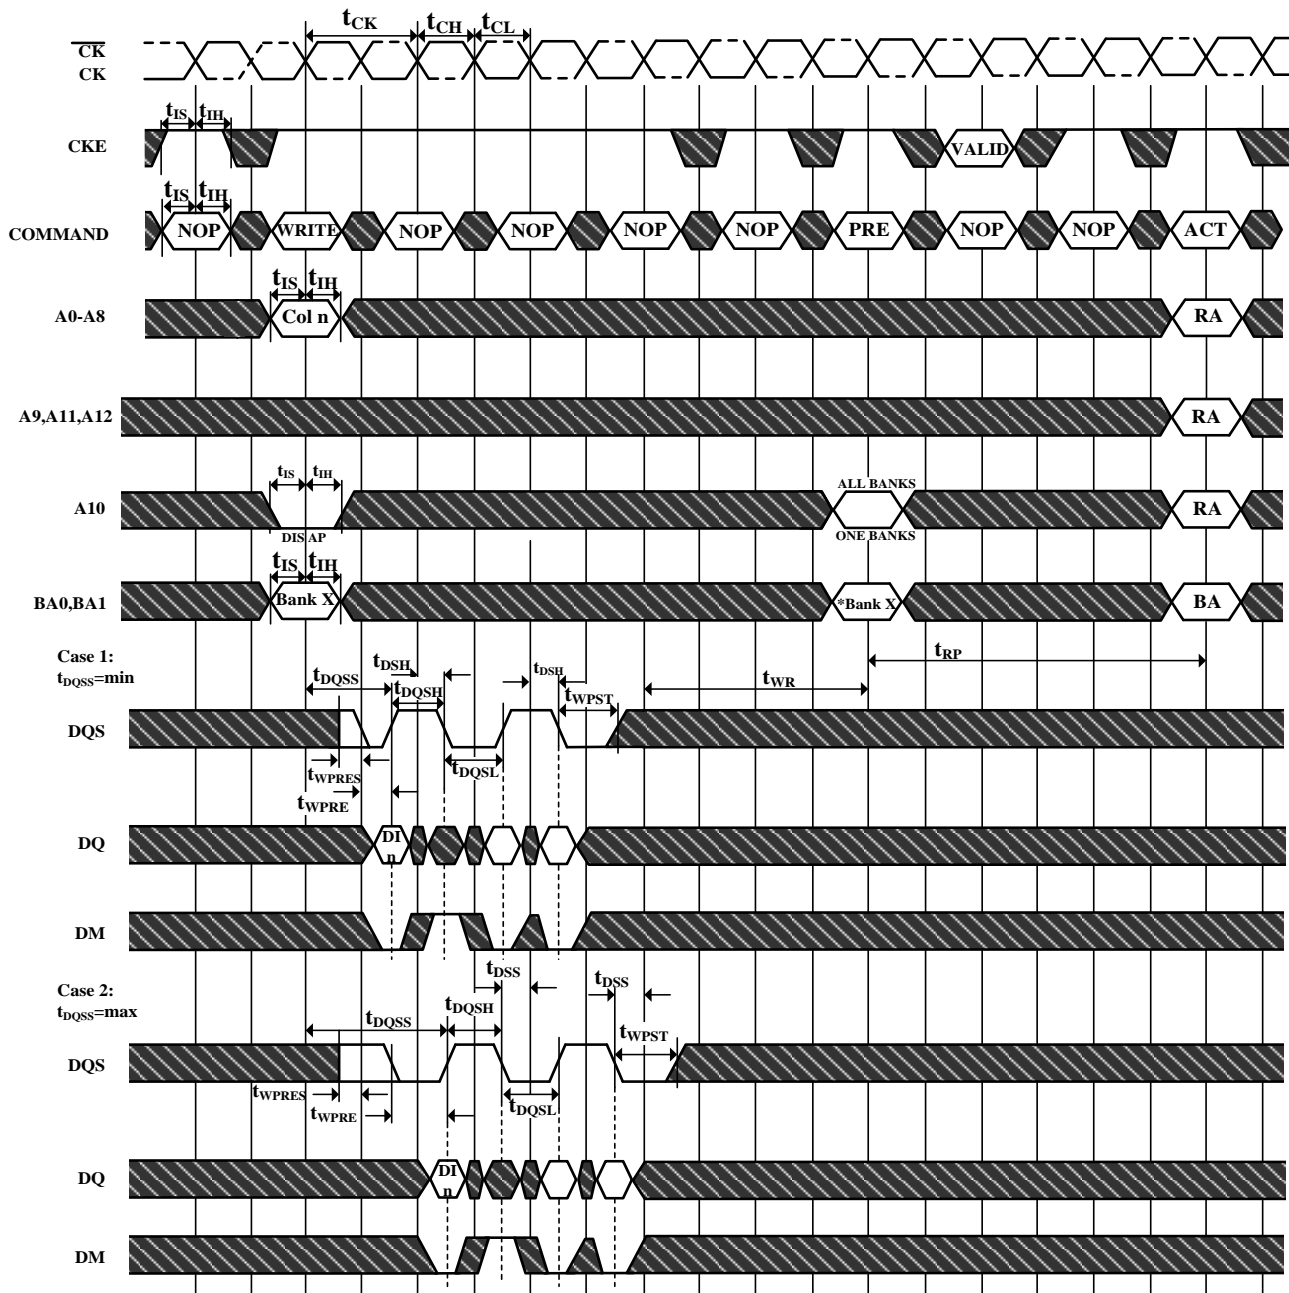 tCK tCH tCL
CK
CK
tIS tIH
CKE VALID
tIS tIH
COMMAND NOP WRITE NOP NOP NOP NOP PRE NOP NOP ACT
tIS tIH
A0-A8 Col n RA
A9,A11,A12 RA
tIS tIH ALL BANKS
A10 RA
DIS AP ONE BANKS
tIS tIH
BA0,BA1 Bank X *Bank X BA
Case 1:
tDQSS=min
tDQSS tDSH tDQSH tDSH tWPST tWR tRP
DQS
tWPRES tDQSL
tWPRE
DQ DI n
DM
Case 2:
tDQSS=max
tDSS tDSS
tDQSS tDQSH tWPST
DQS
tWPRES tWPRE tDQSL
DQ DI n
DM